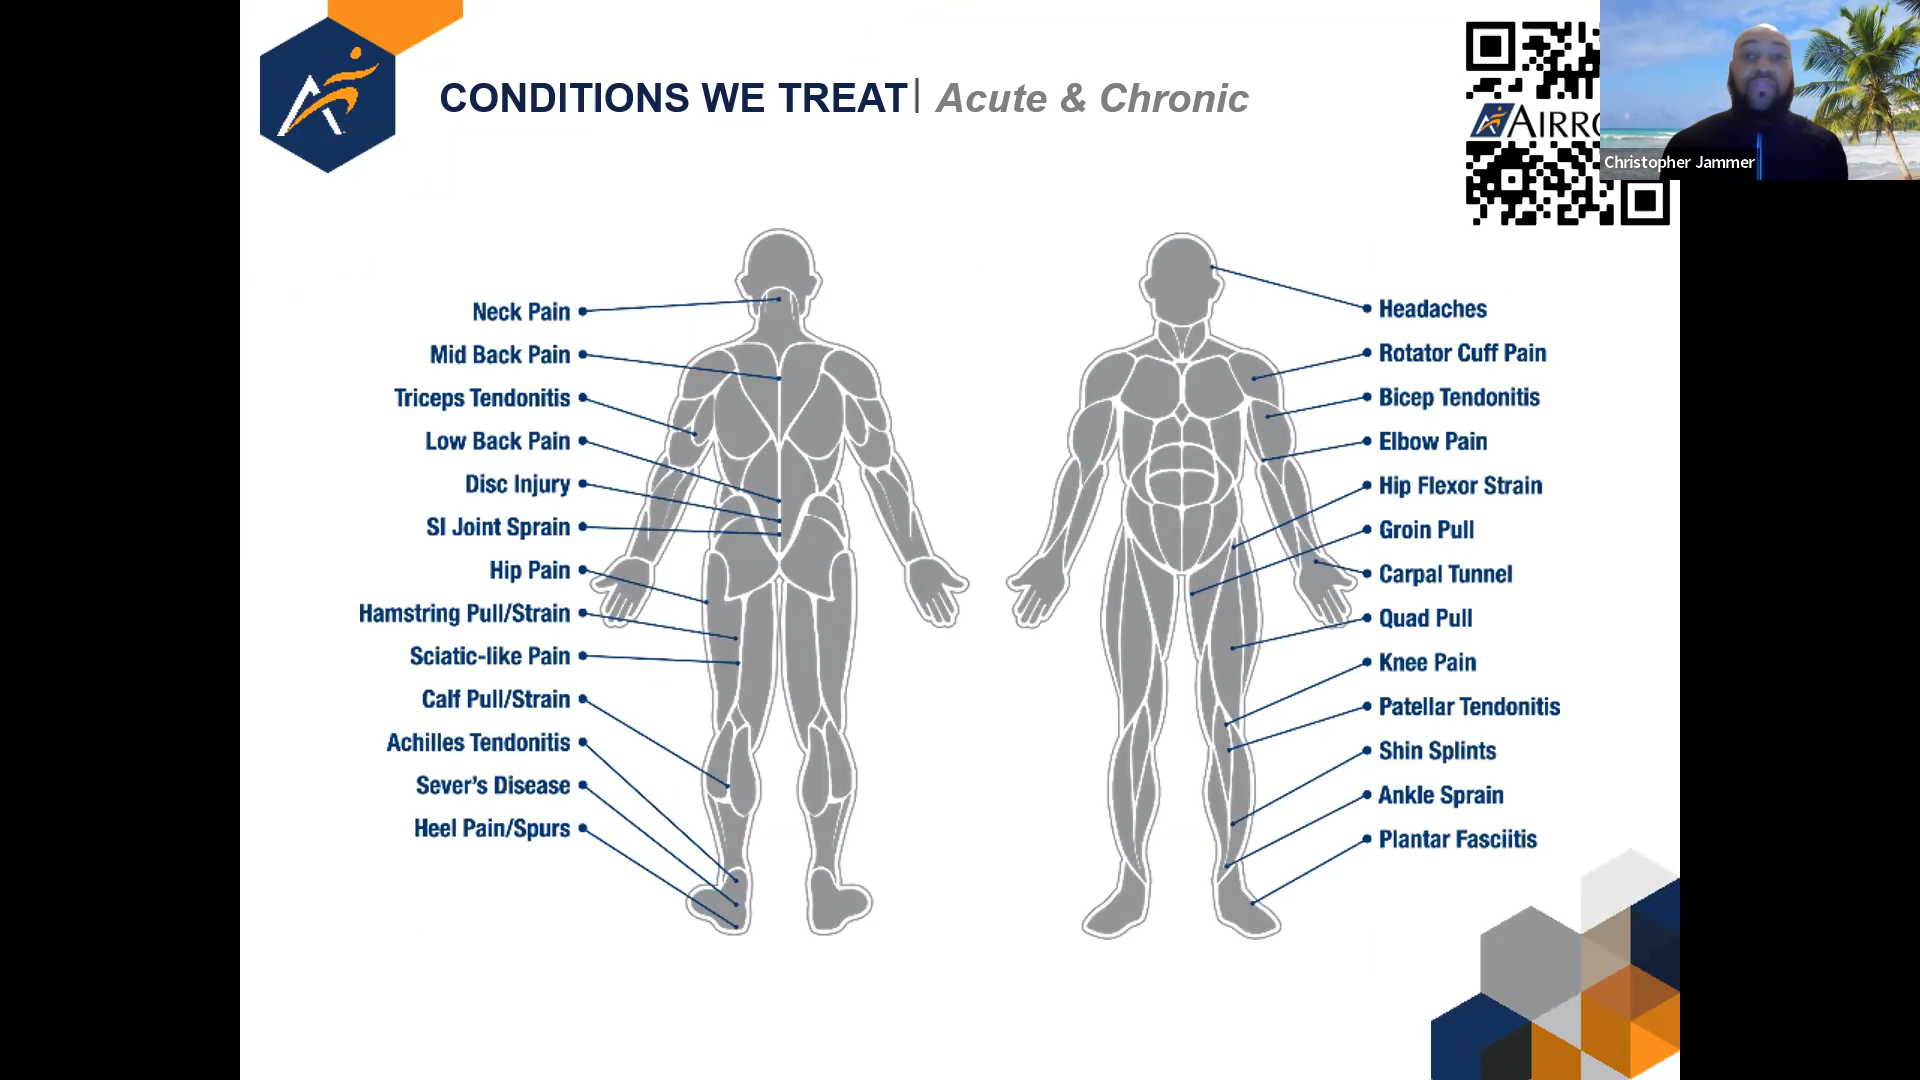 CONDITIONS WE TREAT | Acute & Chronic
Christopher Jammer
Neck Pain
Mid Back Pain
Triceps Tendonitis
Low Back Pain
Disc Injury
SI Joint Sprain
Hip Pain
Hamstring Pull/Strain
Sciatic-like Pain
Calf Pull/Strain
Achilles Tendonitis
Sever's Disease
Heel Pain/Spurs
Headaches
Rotator Cuff Pain
Bicep Tendonitis
Elbow Pain
Hip Flexor Strain
Groin Pull
Carpal Tunnel
Quad Pull
Knee Pain
Patellar Tendonitis
Shin Splints
Ankle Sprain
Plantar Fasciitis